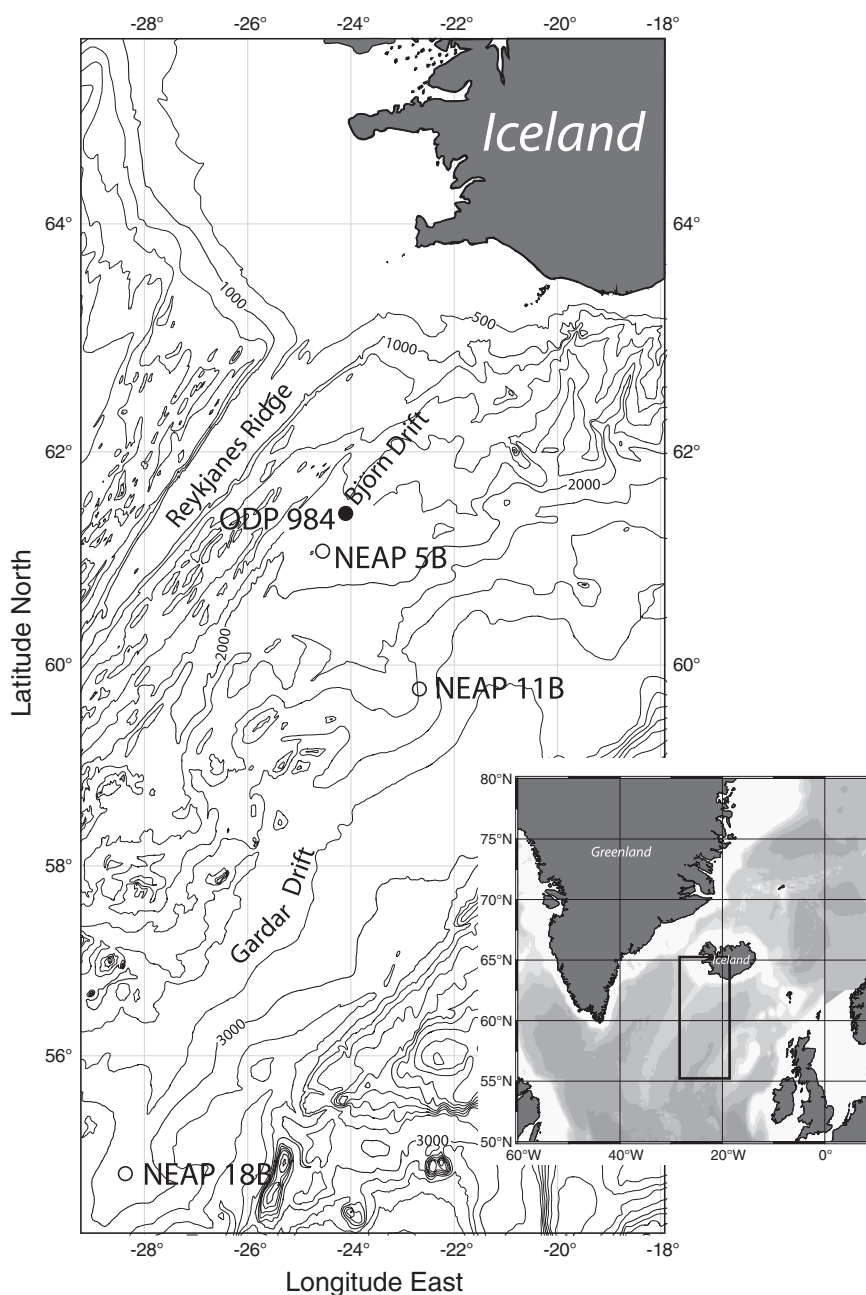 -28°
-26°
-24°
-22°
-20°
-18°
Iceland
64°
64°
1000
500
1000
Reykjanes Ridge
Björn Drift
62°
62°
2000
ODP 984
NEAP 5B
Latitude North
2000
60°
60°
NEAP 11B
80°N
75°N
Greenland
70°N
65°N
Iceland
60°N
55°N
50°N
60°W
40°W
20°W
0°
58°
Gardar Drift
3000
56°
3000
NEAP 18B
-28°
-26°
-24°
-22°
-20°
-18°
Longitude East